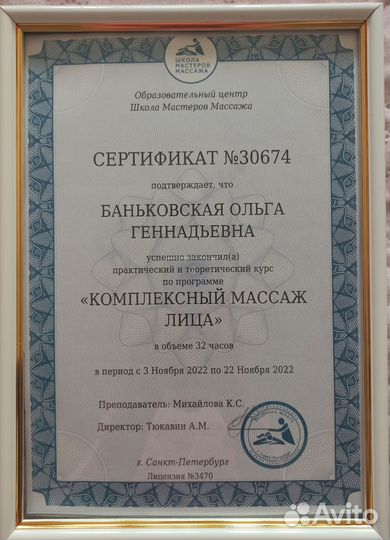 ШКОЛА
МАСТЕРОВ
МАССАЖА
Образовательный центр
Школа Мастеров Массажа
СЕРТИФИКАТ №30674
подтверждает, что
БАНЬКОВСКАЯ ОЛЬГА
ГЕННАДЬЕВНА
успешно закончил(а)
практический и теоретический курс
по программе
«КОМПЛЕКСНЫЙ МАССАЖ
ЛИЦА»
в объеме 32 часов
в период с 3 Ноября 2022 по 22 Ноября 2022
Преподаватель: Михайлова К.С.
Директор: Тюкавин А.М.
г. Санкт-Петербург
Лицензия №3470
Avito